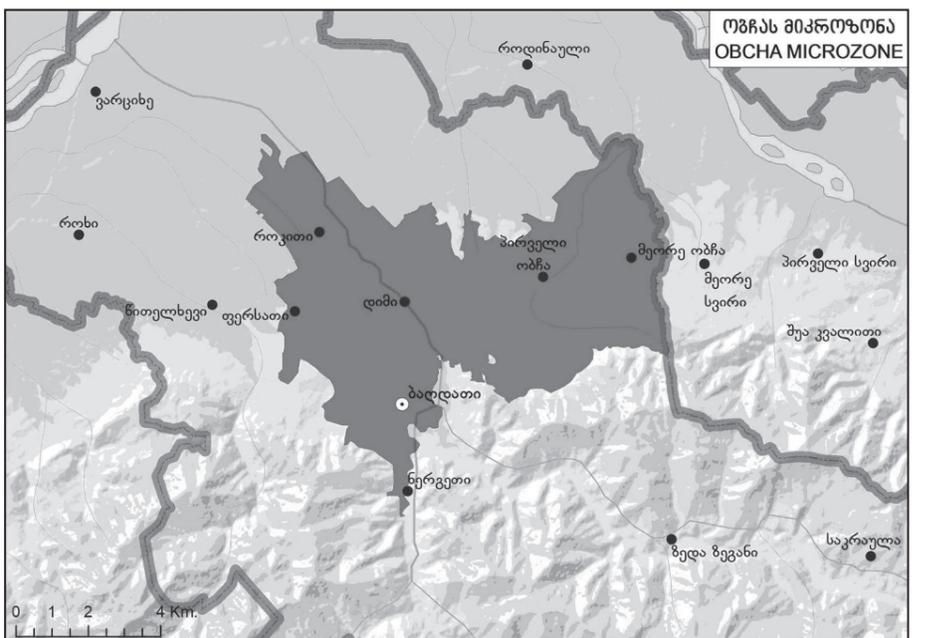 ᲝᲑᲩᲐᲡ ᲛᲘᲙᲠᲝᲖᲝᲜᲐ
OBCHA MICROZONE
როდინაული
ვარციხე
როხი
როკითი
პირველი
ობჩა
მეორე ობჩა
მეორე
სვირი
პირველი სვირი
წითელხევი
ფერსათი
დიმი
შუა კვალითი
ბაღდათი
ნერგეთი
ზედა ზეგანი
საკრაულა
0 1 2 4 Km.